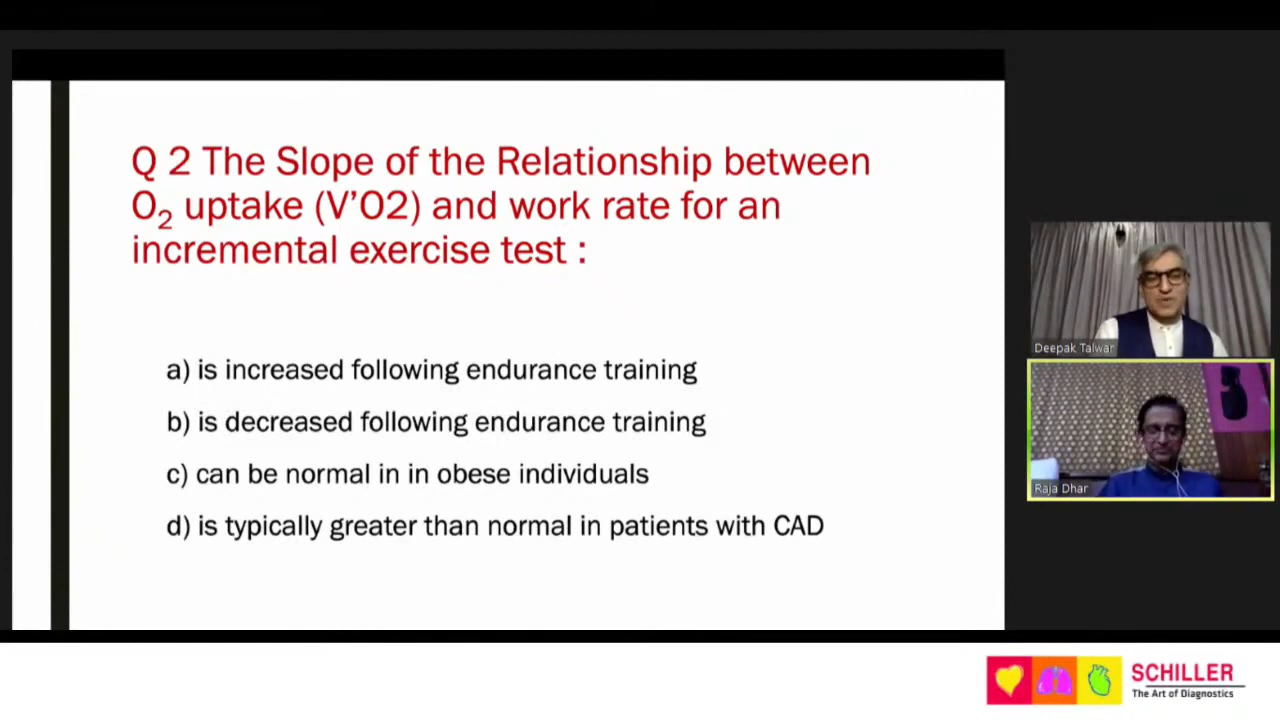 Q 2 The Slope of the Relationship between
O₂ uptake (V’O2) and work rate for an
incremental exercise test :
a) is increased following endurance training
b) is decreased following endurance training
c) can be normal in in obese individuals
d) is typically greater than normal in patients with CAD
Deepak Talwar
Raja Dhar
SCHILLER
The Art of Diagnostics